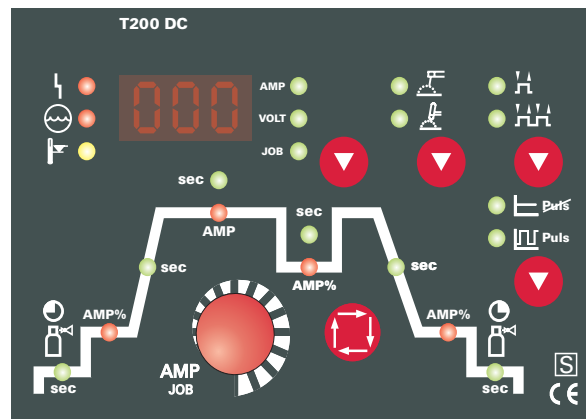 T200 DC
000
AMP
VOLT
JOB
sec
AMP
sec
AMP%
Puls
Puls
sec
sec
AMP%
AMP%
AMP
JOB
sec
sec
S
CE